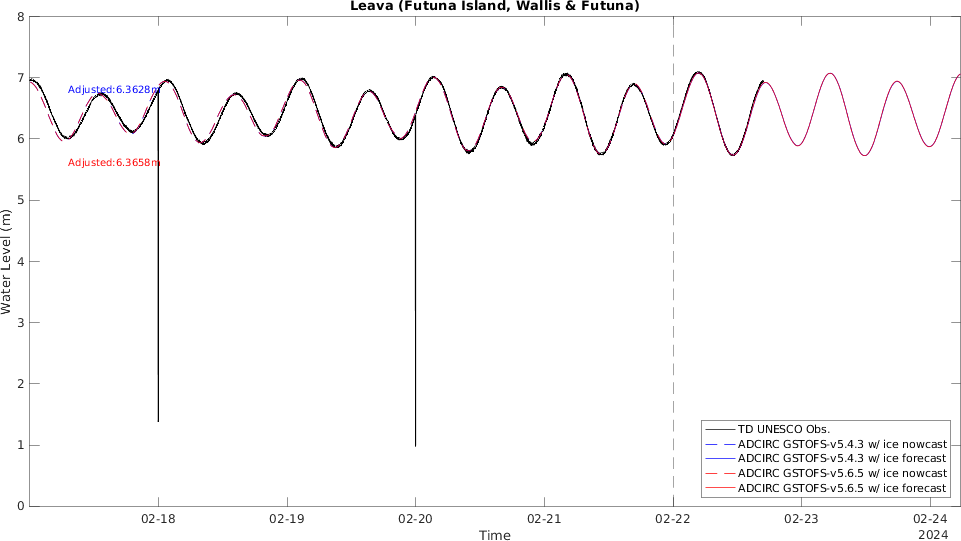 Leava (Futuna Island, Wallis & Futuna)
8
7
6
5
4
3
2
1
0
Water Level (m)
Adjusted:6.3628m
Adjusted:6.3658m
TD UNESCO Obs.
ADCIRC GSTOFS-v5.4.3 w/ ice nowcast
ADCIRC GSTOFS-v5.4.3 w/ ice forecast
ADCIRC GSTOFS-v5.6.5 w/ ice nowcast
ADCIRC GSTOFS-v5.6.5 w/ ice forecast
02-18 02-19 02-20 02-21 02-22 02-23 02-24
Time
2024